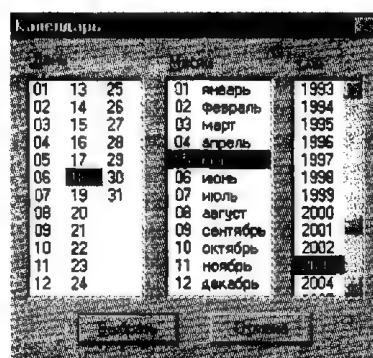 Календарь
01 13 25 01 январь 1993
02 14 26 02 февраль 1994
03 15 27 03 март 1995
04 16 28 04 апрель 1996
05 17 29 1997
06 30 06 июнь 1998
07 19 31 07 июль 1999
08 20 08 август 2000
09 21 09 сентябрь 2001
10 22 10 октябрь 2002
11 23 11 ноябрь
12 24 12 декабрь 2004